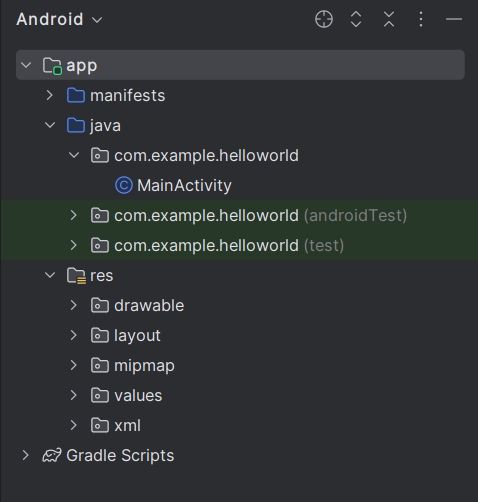 Android
app
manifests
java
com.example.helloworld
C MainActivity
com.example.helloworld (androidTest)
com.example.helloworld (test)
res
drawable
layout
mipmap
values
xml
Gradle Scripts